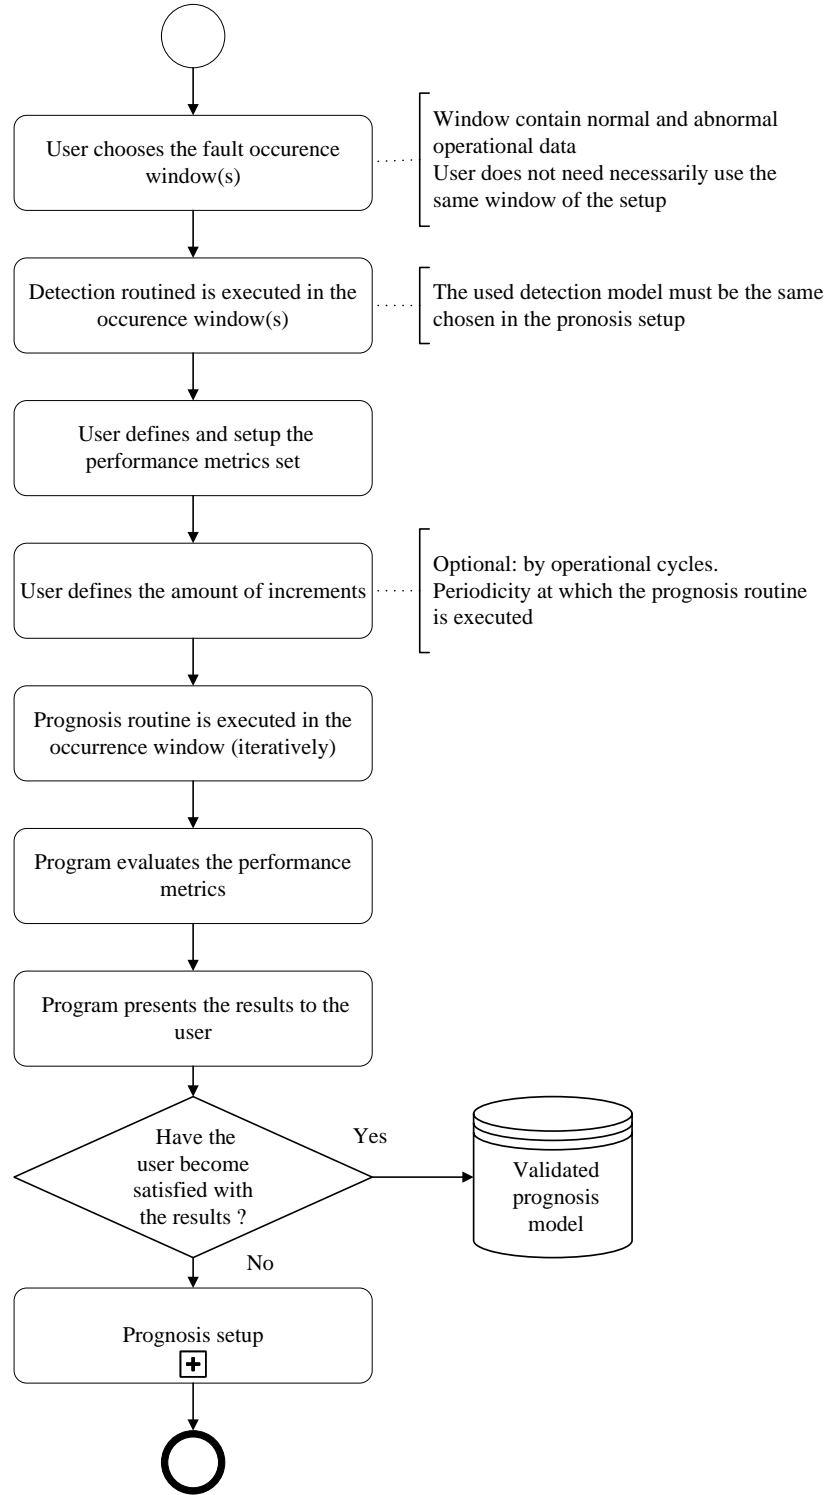 User chooses the fault occurence
window(s)
Window contain normal and abnormal
operational data
User does not need necessarily use the
same window of the setup
Detection routined is executed in the
occurence window(s)
The used detection model must be the same
chosen in the pronosis setup
User defines and setup the
performance metrics set
User defines the amount of increments
Optional: by operational cycles.
Periodicity at which the prognosis routine
is executed
Prognosis routine is executed in the
occurrence window (iteratively)
Program evaluates the performance
metrics
Program presents the results to the
user
Have the
user become
satisfied with
the results ?
Yes
Validated
prognosis
model
No
Prognosis setup